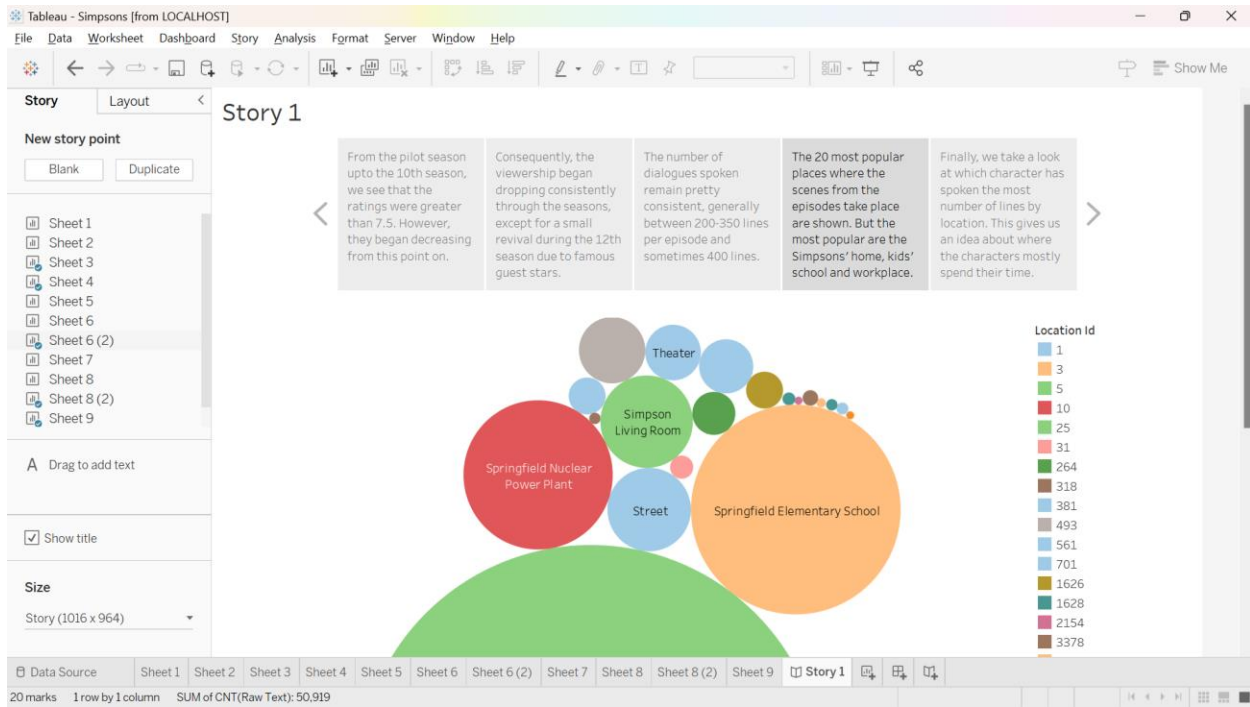 Tableau - Simpsons [from LOCALHOST]
File Data Worksheet Dashboard Story Analysis Format Server Window Help
Show Me
Story Layout
New story point
Blank Duplicate
Sheet 1
Sheet 2
Sheet 3
Sheet 4
Sheet 5
Sheet 6
Sheet 6 (2)
Sheet 7
Sheet 8
Sheet 8 (2)
Sheet 9
A Drag to add text
Show title
Size
Story (1016 x 964)
Story 1
From the pilot season
upto the 10th season,
we see that the
ratings were greater
than 7.5. However,
they began decreasing
from this point on.
Consequently, the
viewership began
dropping consistently
through the seasons,
except for a small
revival during the 12th
season due to famous
guest stars.
The number of
dialogues spoken
remain pretty
consistent, generally
between 200-350 lines
per episode and
sometimes 400 lines.
The 20 most popular
places where the
scenes from the
episodes take place
are shown. But the
most popular are the
Simpsons' home, kids'
school and workplace.
Finally, we take a look
at which character has
spoken the most
number of lines by
location. This gives us
an idea about where
the characters mostly
spend their time.
Theater
Simpson
Living Room
Springfield Nuclear
Power Plant
Street
Springfield Elementary School
Location Id
1
3
5
10
25
31
264
318
381
493
561
701
1626
1628
2154
3378
Data Source Sheet 1 Sheet 2 Sheet 3 Sheet 4 Sheet 5 Sheet 6 Sheet 6 (2) Sheet 7 Sheet 8 Sheet 8 (2) Sheet 9 Story 1
20 marks 1 row by 1 column SUM of CNT(Raw Text): 50,919